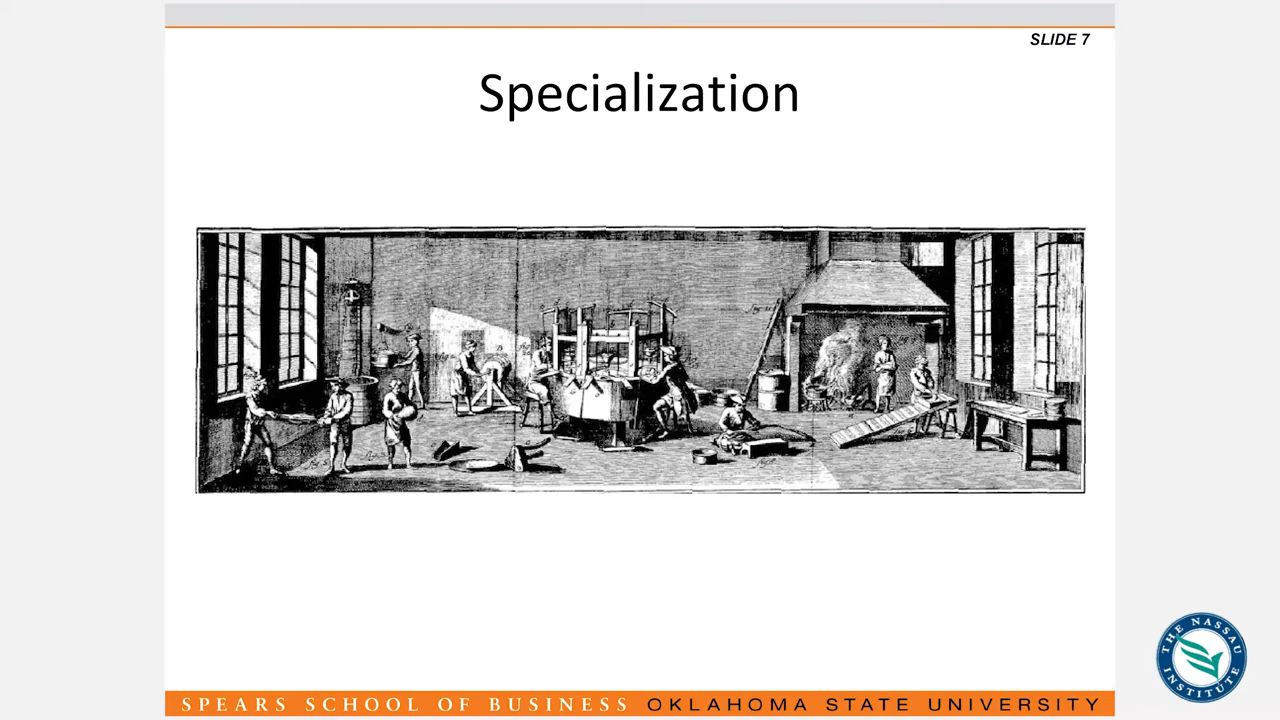 SLIDE 7
Specialization
SPEARS SCHOOL OF BUSINESS OKLAHOMA STATE UNIVERSITY
THE NASSAU INSTITUTE